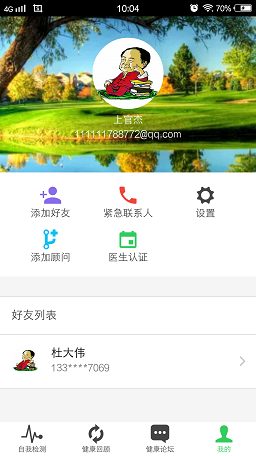 4G 10:04 70%
上官杰
111111788772@qq.com
添加好友 紧急联系人 设置
添加顾问 医生认证
好友列表
杜大伟
133****7069
自我检测 健康回顾 健康论坛 我的